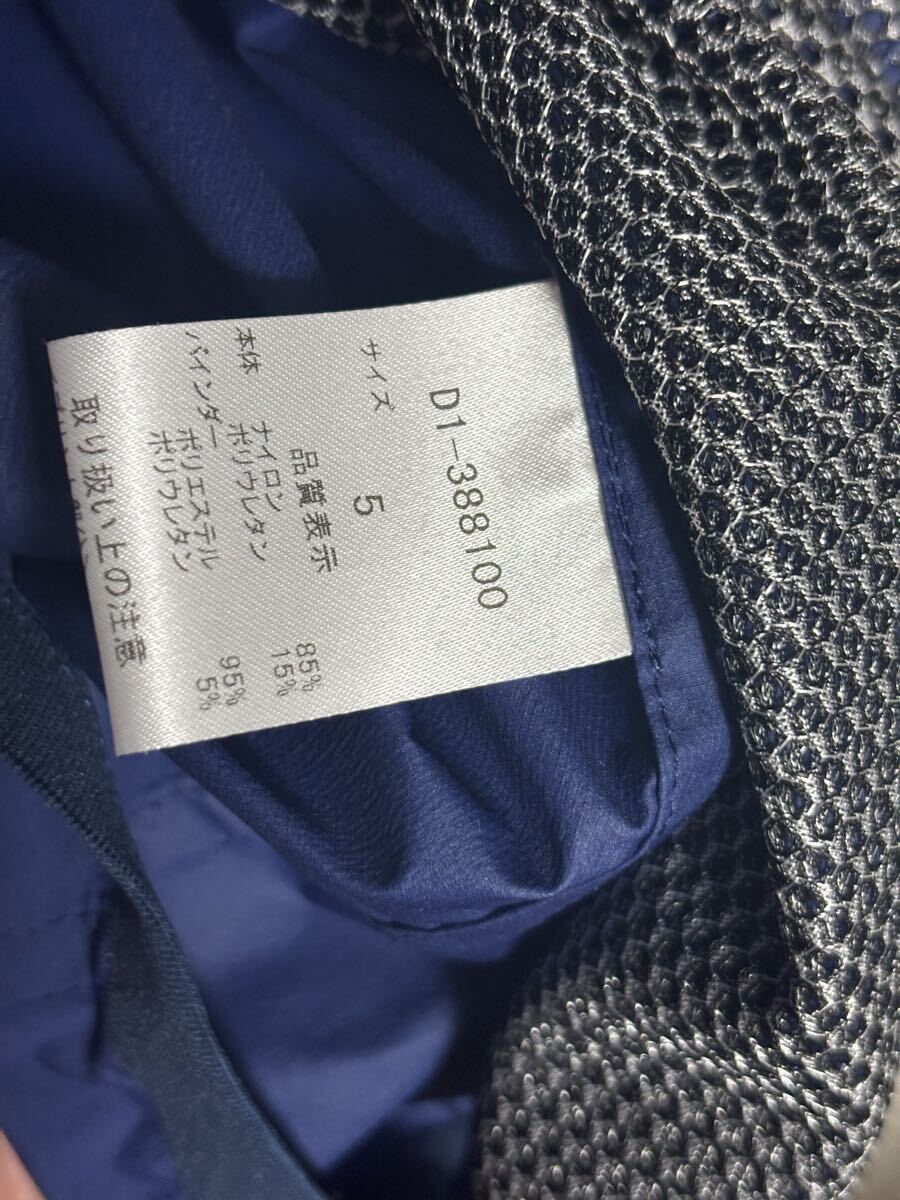 D1-388100
サイズ 5
品質表示
本体 ナイロン 85%
ポリウレタン 15%
バインダー ポリエステル 95%
ポリウレタン 5%
取り扱い上の注意